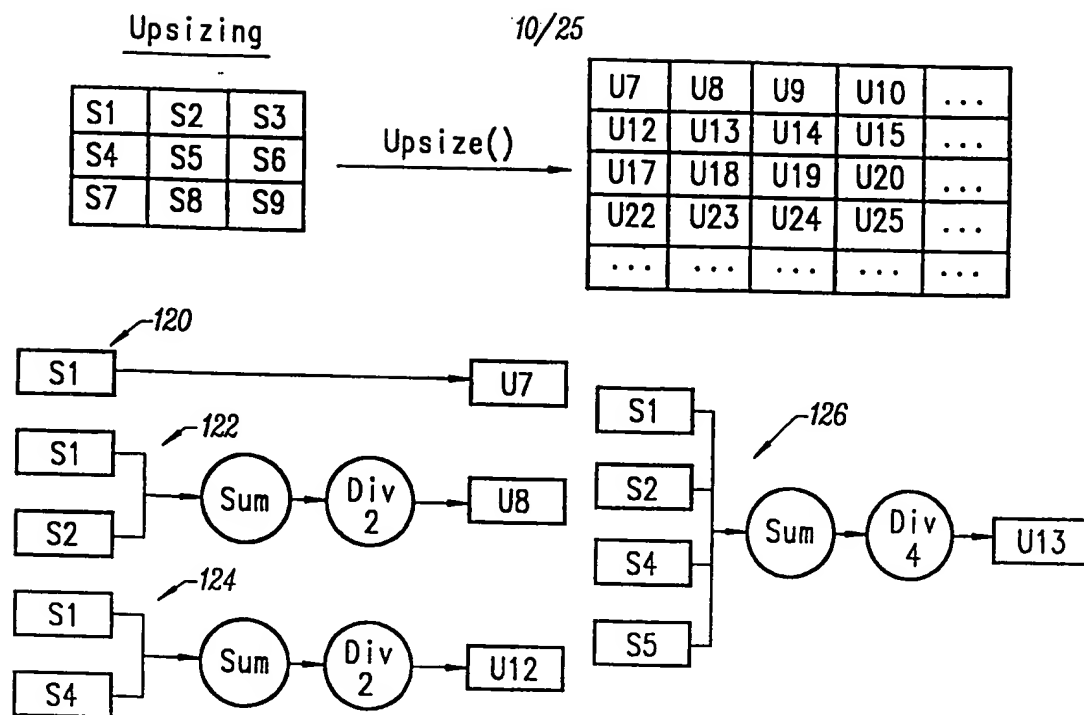 Upsizing
10/25
S1 S2 S3
S4 S5 S6
S7 S8 S9
Upsize()
U7 U8 U9 U10 ...
U12 U13 U14 U15 ...
U17 U18 U19 U20 ...
U22 U23 U24 U25 ...
... ... ... ... ...
120
S1 U7
122
S1
S2
Sum
Div 2
U8
124
S1
S4
Sum
Div 2
U12
126
S1
S2
S4
S5
Sum
Div 4
U13